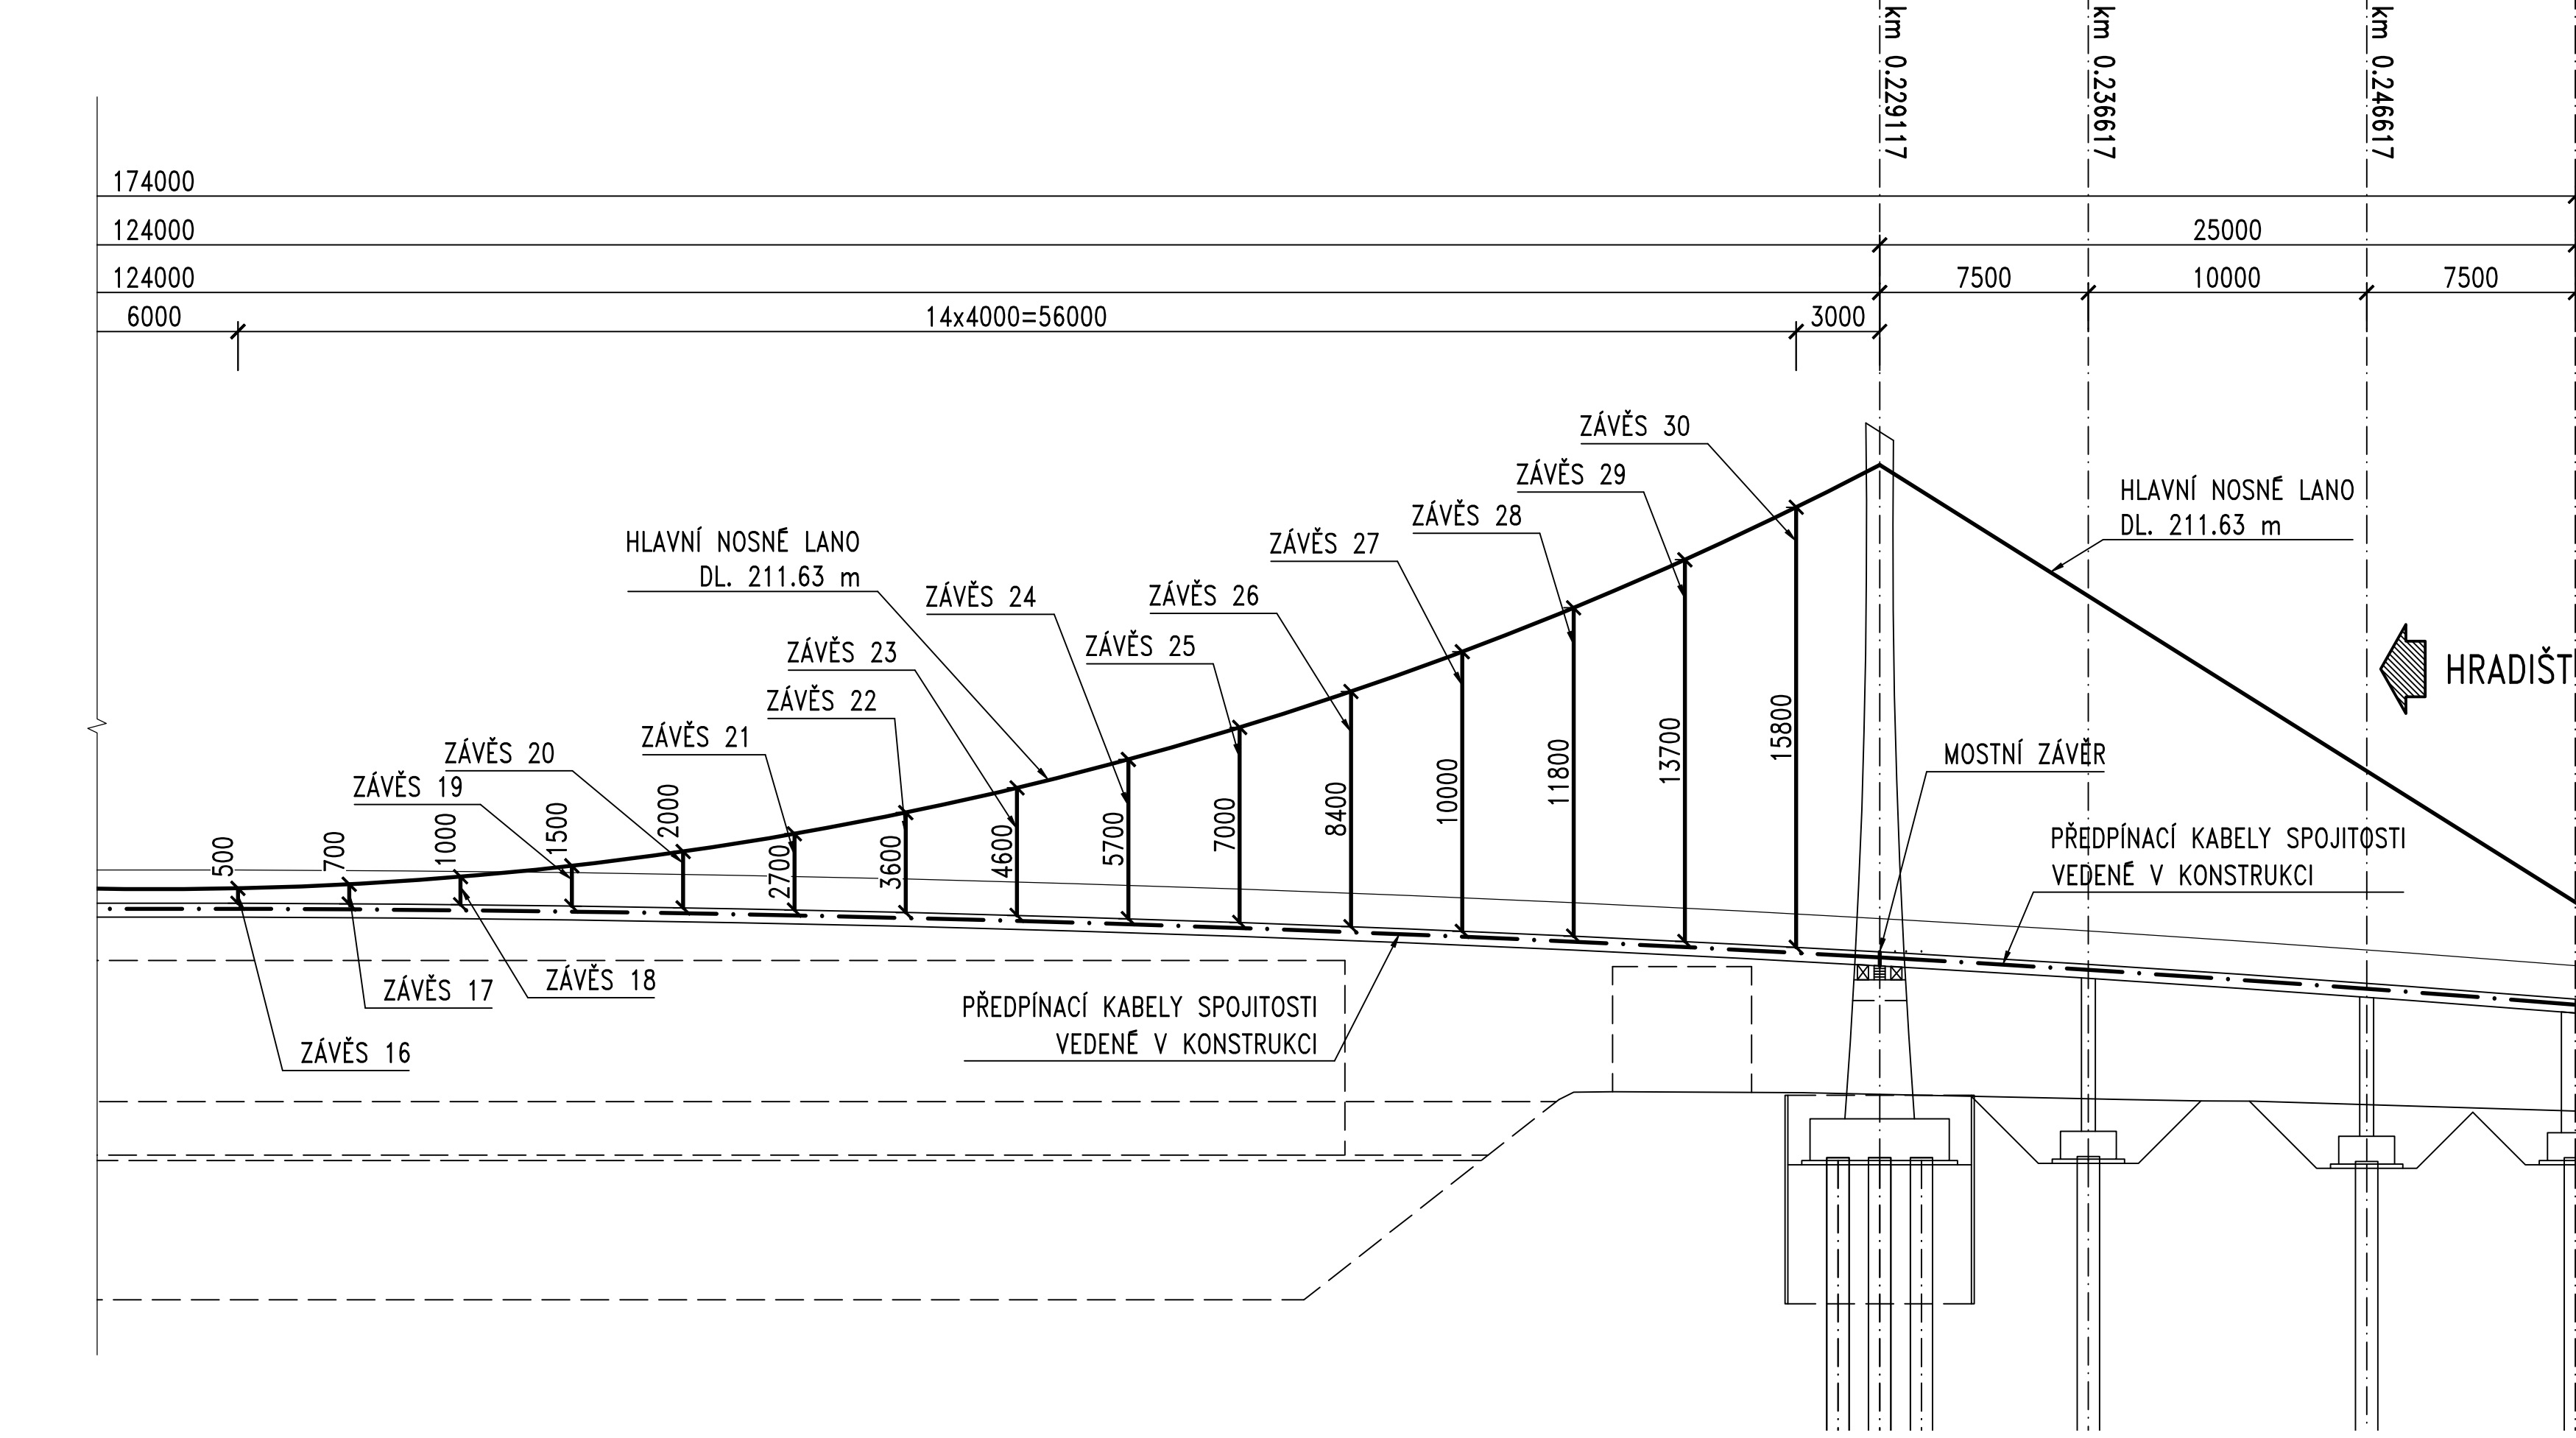 km 0.229117
km 0.236617
km 0.246617
174000
124000
25000
124000
7500
10000
7500
6000
14x4000=56000
3000
ZÁVĚS 30
ZÁVĚS 29
ZÁVĚS 28
ZÁVĚS 27
HLAVNÍ NOSNÉ LANO
DL. 211.63 m
HLAVNÍ NOSNÉ LANO
DL. 211.63 m
ZÁVĚS 24
ZÁVĚS 26
ZÁVĚS 25
ZÁVĚS 23
ZÁVĚS 22
ZÁVĚS 21
ZÁVĚS 20
ZÁVĚS 19
HRADIŠT
MOSTNÍ ZÁVĚR
500
700
1000
1500
2000
2700
3600
4600
5700
7000
8400
10000
11800
13700
15800
PŘEDPÍNACÍ KABELY SPOJITOSTI
VEDENÉ V KONSTRUKCI
ZÁVĚS 18
ZÁVĚS 17
ZÁVĚS 16
PŘEDPÍNACÍ KABELY SPOJITOSTI
VEDENÉ V KONSTRUKCI